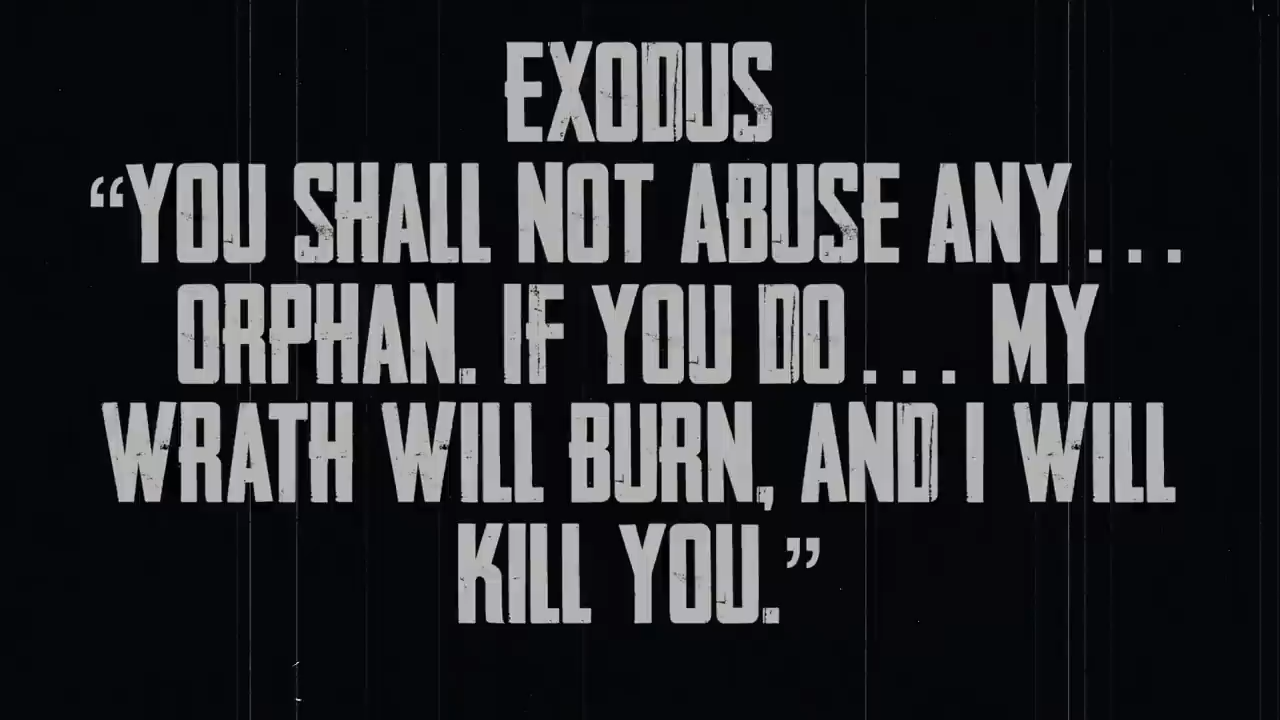 EXODUS
“YOU SHALL NOT ABUSE ANY...
ORPHAN. IF YOU DO... MY
WRATH WILL BURN, AND I WILL
KILL YOU.”